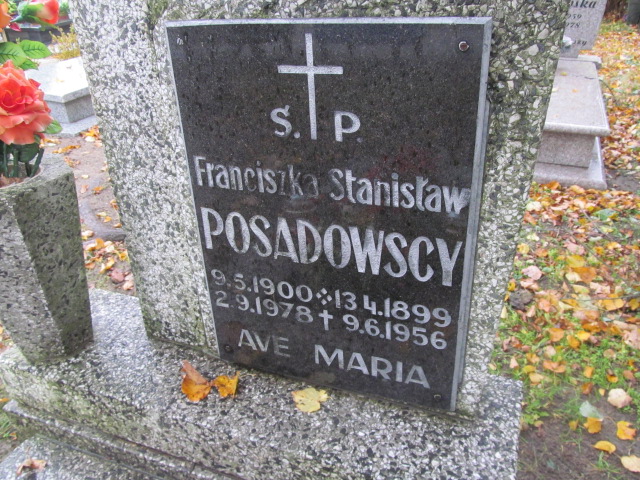 Ś. P.
Franciszka Stanisław
POSADOWSCY
9.5.1900 ⁘ 13.4.1899
2.9.1978 † 9.6.1956
AVE MARIA